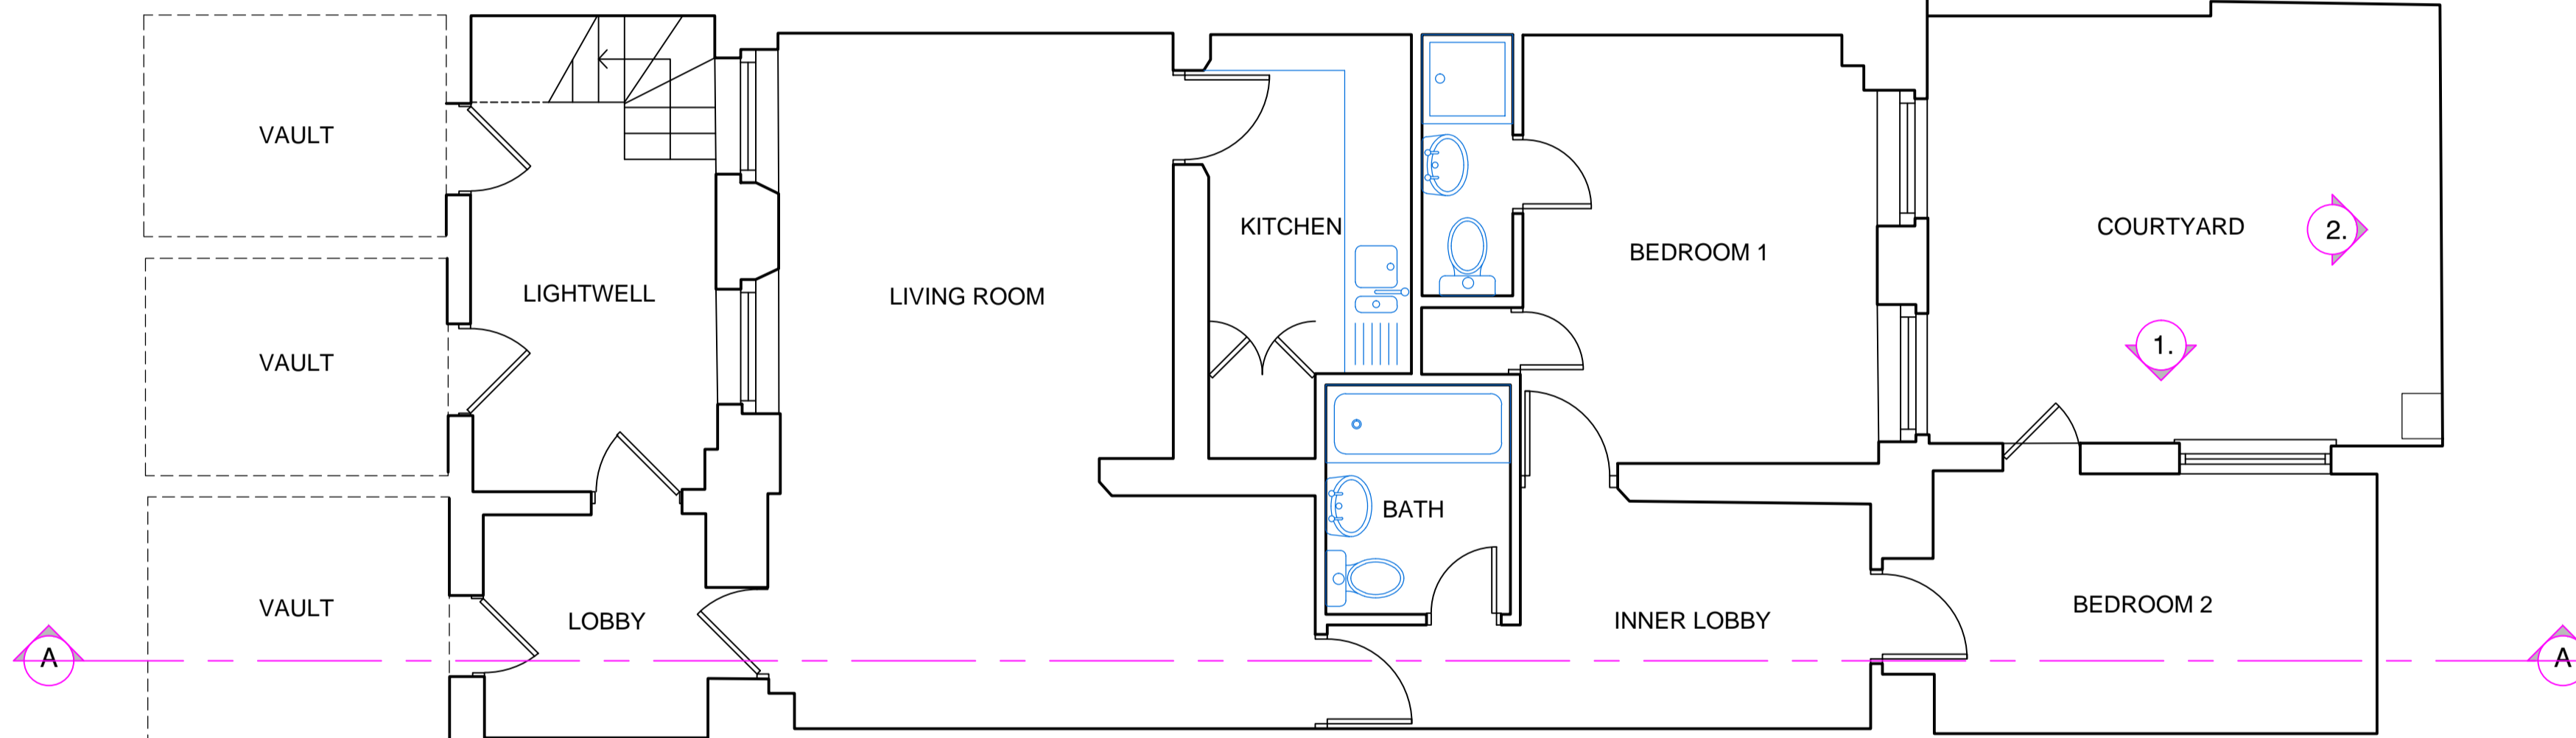 VAULT
VAULT
VAULT
LIGHTWELL
LOBBY
LIVING ROOM
KITCHEN
BATH
BEDROOM 1
INNER LOBBY
COURTYARD
BEDROOM 2
1.
2.
A
A